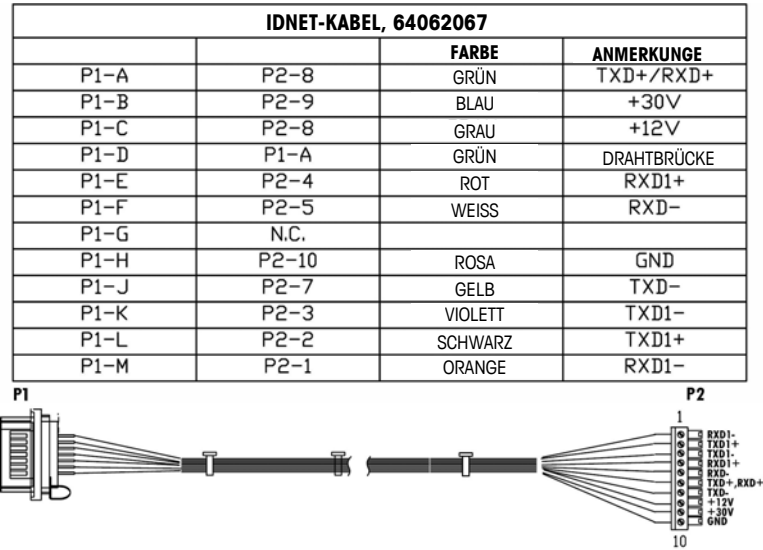 IDNET-KABEL, 64062067
FARBE ANMERKUNGE
P1-A P2-8 GRÜN TXD+/RXD+
P1-B P2-9 BLAU +30V
P1-C P2-8 GRAU +12V
P1-D P1-A GRÜN DRAHTBRÜCKE
P1-E P2-4 ROT RXD1+
P1-F P2-5 WEISS RXD-
P1-G N.C.
P1-H P2-10 ROSA GND
P1-J P2-7 GELB TXD-
P1-K P2-3 VIOLETT TXD1-
P1-L P2-2 SCHWARZ TXD1+
P1-M P2-1 ORANGE RXD1-
P1 P2
1
RXD1-
TXD1+
TXD1-
RXD1+
RXD-
TXD+,RXD+
TXD-
+12V
+30V
GND
10